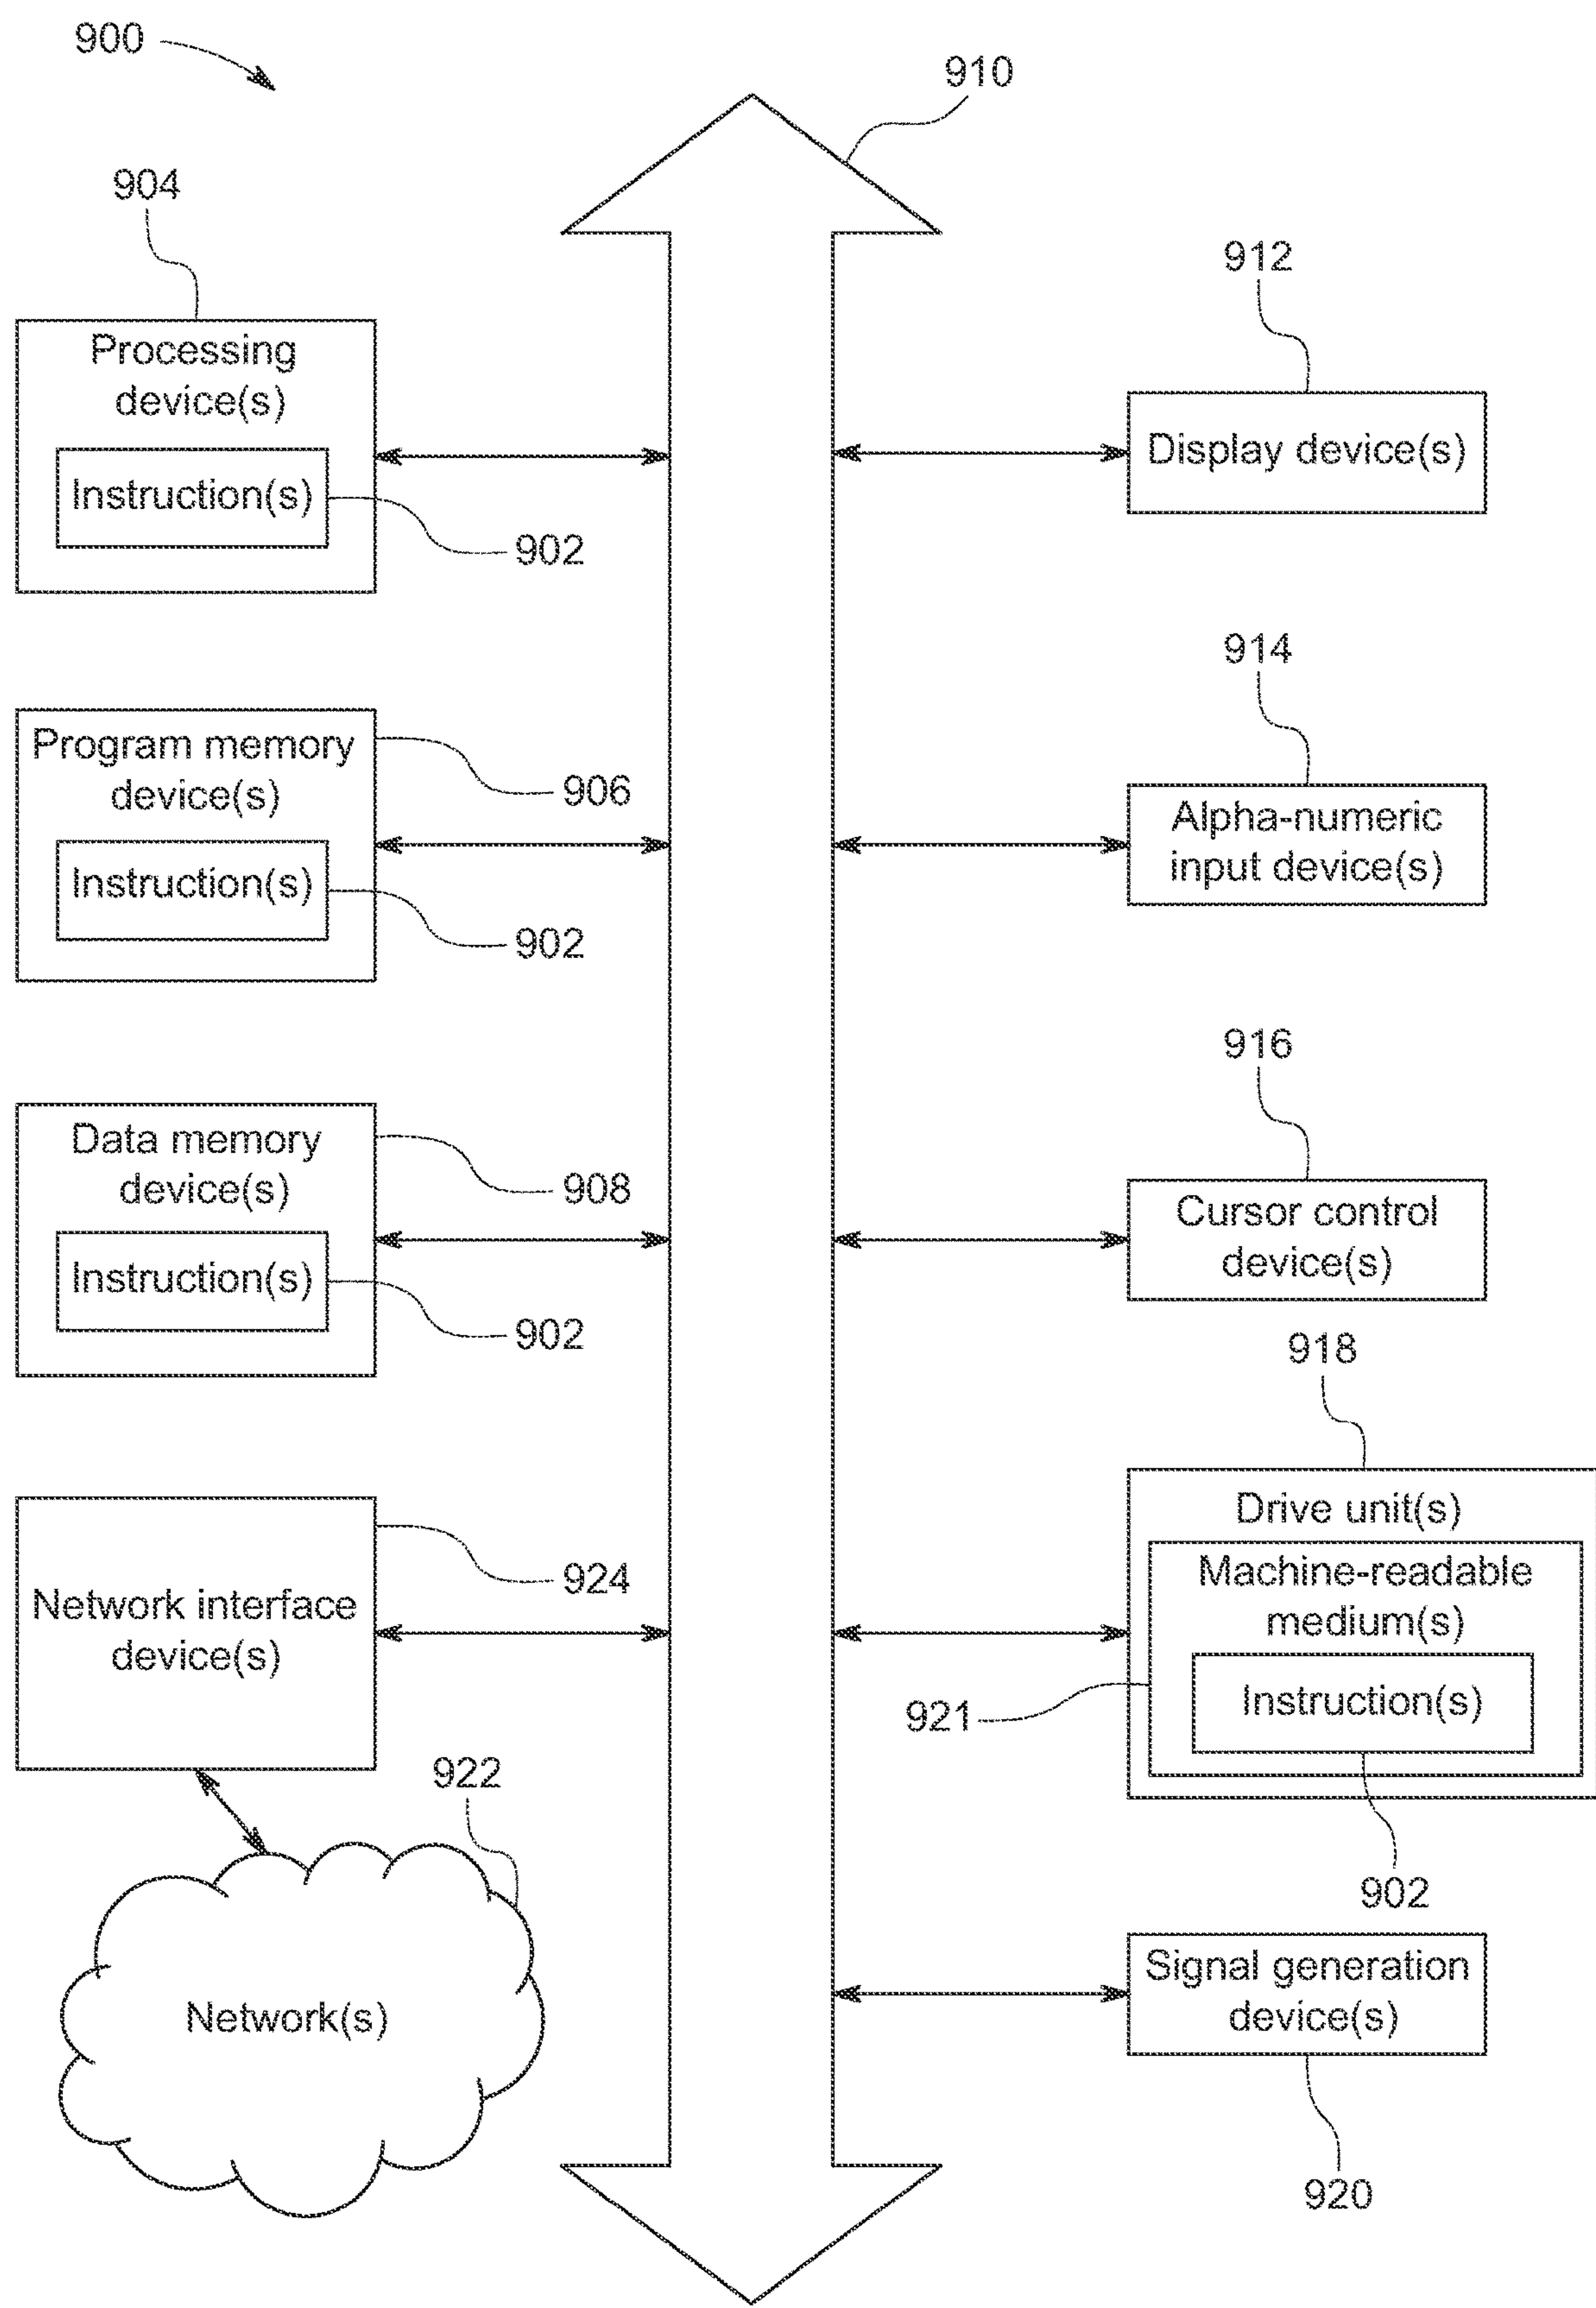 900
910
904
Processing
device(s)
Instruction(s)
902
912
Display device(s)
Program memory
device(s)
906
Instruction(s)
902
914
Alpha-numeric
input device(s)
Data memory
device(s)
908
Instruction(s)
902
916
Cursor control
device(s)
Network interface
device(s)
924
918
Drive unit(s)
Machine-readable
medium(s)
Instruction(s)
921
902
922
Network(s)
Signal generation
device(s)
920